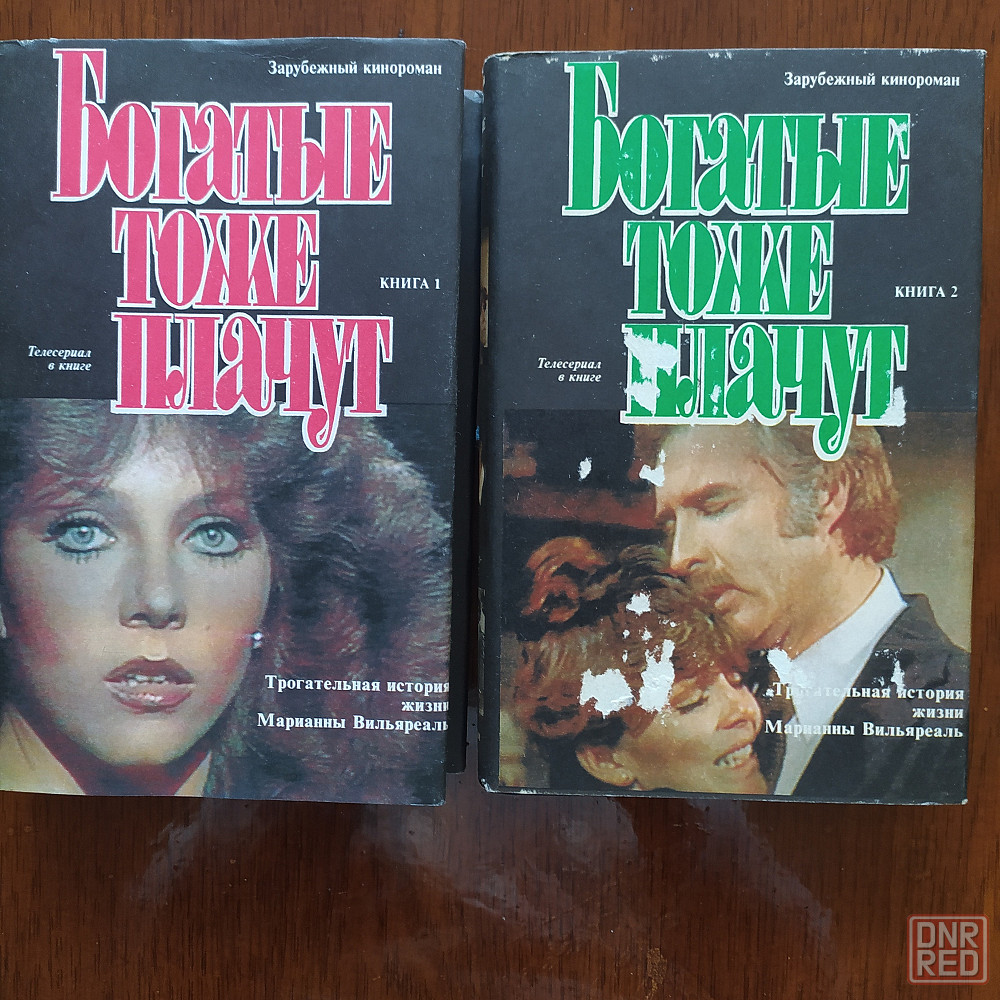 Зарубежный кинороман
Богатые
тоже
плачут
КНИГА 1
Телесериал
в книге
Трогательная история
жизни
Марианны Вильяреаль
Зарубежный кинороман
Богатые
тоже
плачут
КНИГА 2
Телесериал
в книге
Трогательная история
жизни
Марианны Вильяреаль
DNR
RED